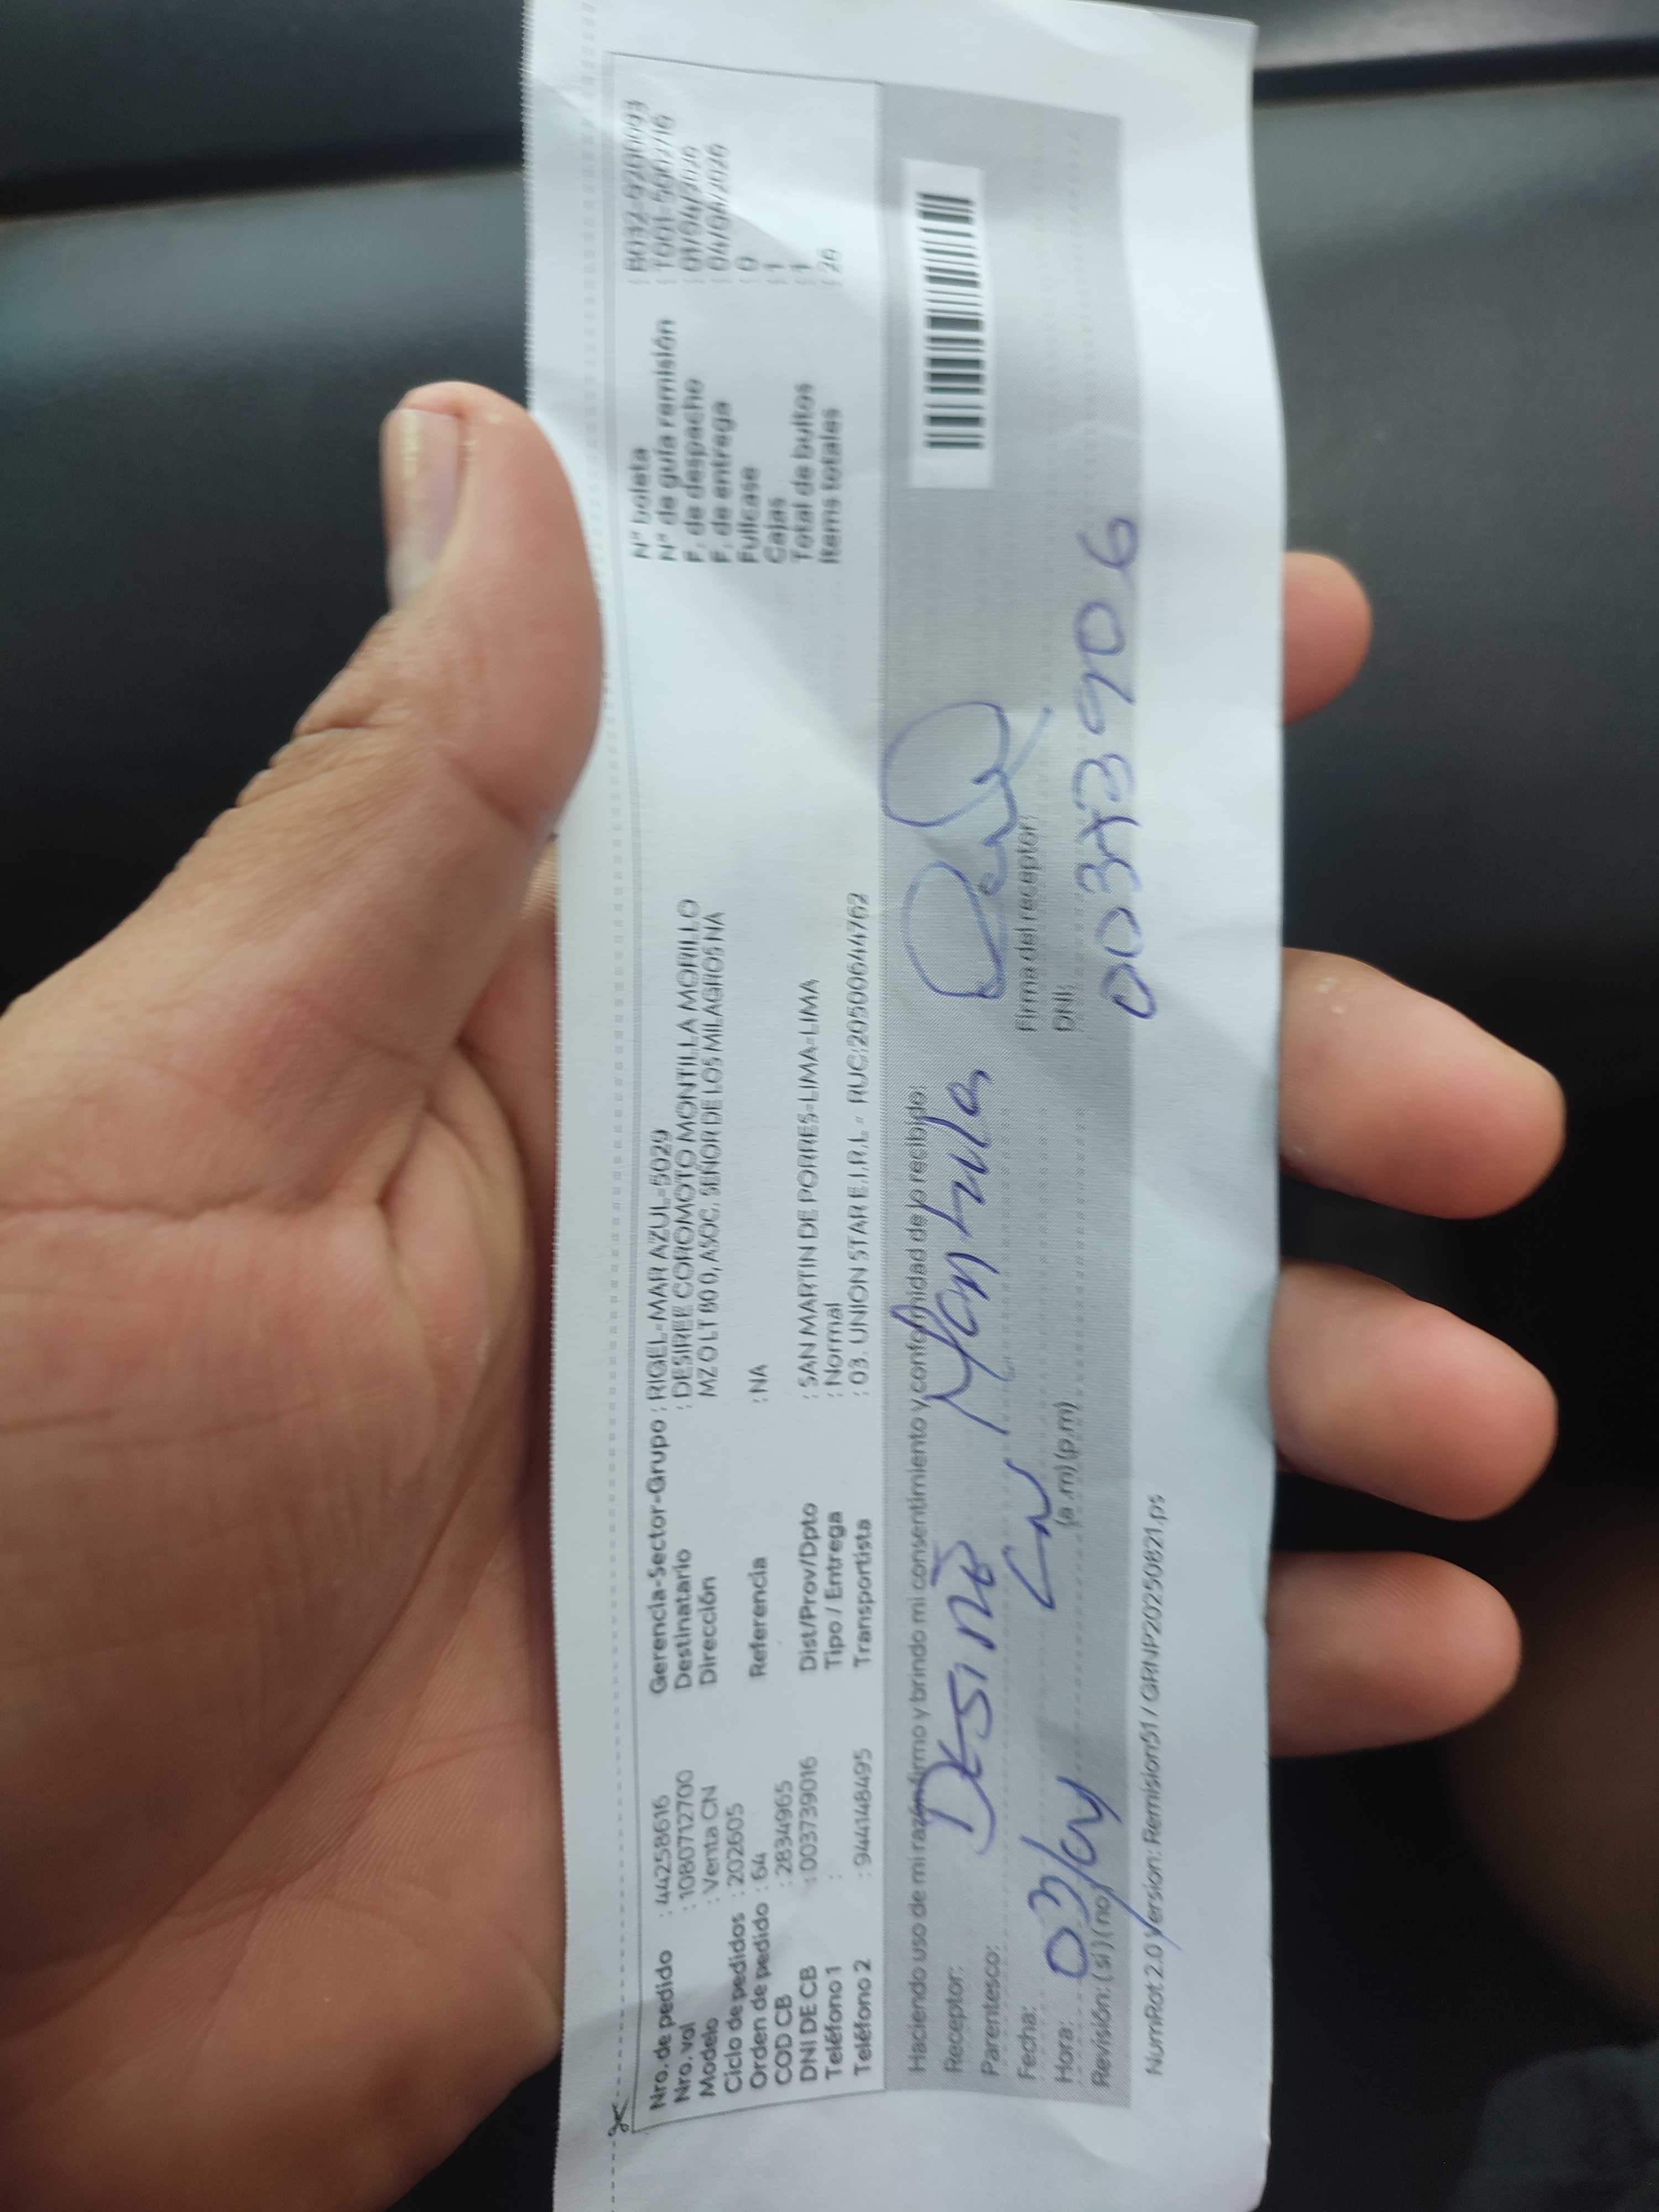 Nro. de pedido : 44258616
Nro. vol : 1080712700
Modelo : Venta CN
Ciclo de pedidos : 202605
Orden de pedido : 64
COD CB : 2834965
DNI DE CB : 003739016
Teléfono 1 :
Teléfono 2 : 944148495
Gerencia-Sector-Grupo : RIGEL-MAR AZUL-5029
Destinatario : DESIREE COROMOTO MONTILLA MORILLO
Dirección MZ O LT 80 0, ASOC. SEÑOR DE LOS MILAGROS NA
Referencia : NA
Dist/Prov/Dpto : SAN MARTIN DE PORRES-LIMA-LIMA
Tipo / Entrega : Normal
Transportista : 03. UNION STAR E.I.R.L. - RUC:20500644762
N° boleta
N° de guía remisión
F. de despacho
F. de entrega : 04/04/2026
Fullcase : 0
Cajas : 1
Total de bultos : 1
Items totales : 26
Haciendo uso de mi razón firmo y brindo mi consentimiento y conformidad de lo recibido:
Receptor: Montilla
Parentesco:
Fecha: 03/04
Hora: (a.m) (p.m)
Revisión: (si) (no)
Firma del receptor:
DNI:
NumRot 2.0 Version: Remision51 / GRNP20250821.ps